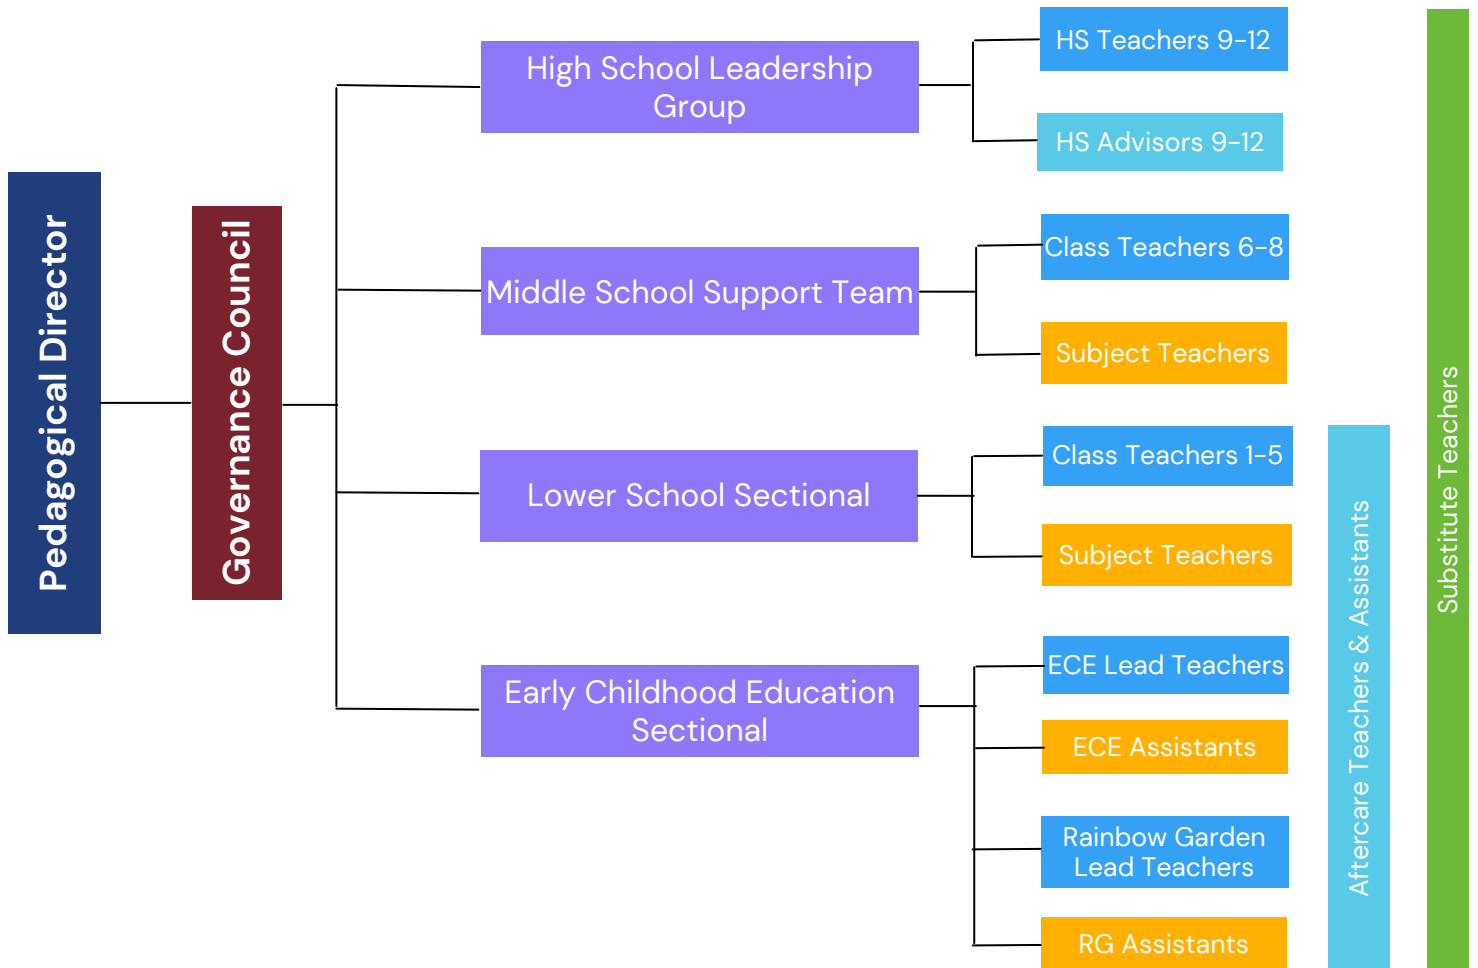 Pedagogical Director
Governance Council
High School Leadership
Group
HS Teachers 9-12
HS Advisors 9-12
Middle School Support Team
Class Teachers 6-8
Subject Teachers
Lower School Sectional
Class Teachers 1-5
Subject Teachers
Early Childhood Education
Sectional
ECE Lead Teachers
ECE Assistants
Rainbow Garden
Lead Teachers
RG Assistants
Aftercare Teachers & Assistants
Substitute Teachers